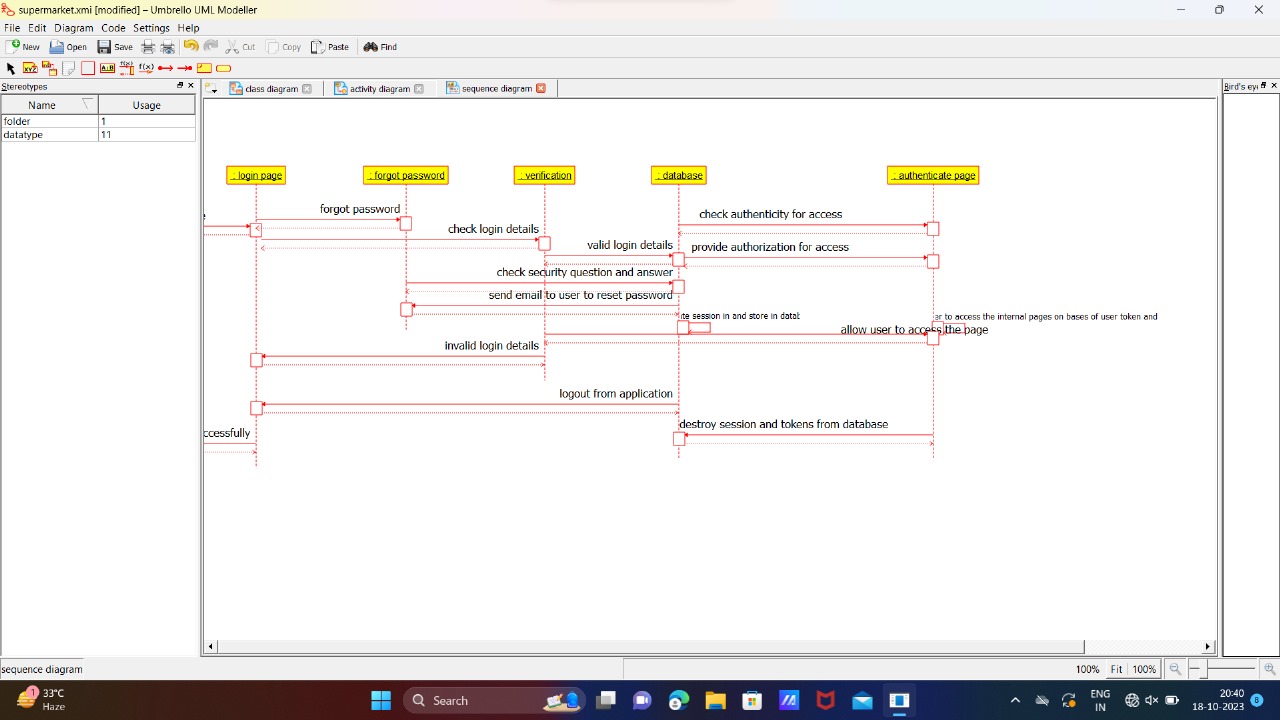 supermarket.xmi [modified] – Umbrello UML Modeller
File Edit Diagram Code Settings Help
New Open Save Cut Copy Paste Find
Stereotypes
Name Usage
folder 1
datatype 11
class diagram activity diagram sequence diagram
Bird's eye
: login page : forgot password : verification : database : authenticate page
forgot password
check authenticity for access
check login details
valid login details
provide authorization for access
check security question and answer
send email to user to reset password
session in and store in
to access the internal pages on bases of user token and
allow user to access the page
invalid login details
logout from application
destroy session and tokens from database
ccessfully
sequence diagram
100% Fit 100%
1
33°C
Haze
Search
ENG
IN
20:40
18-10-2023
8